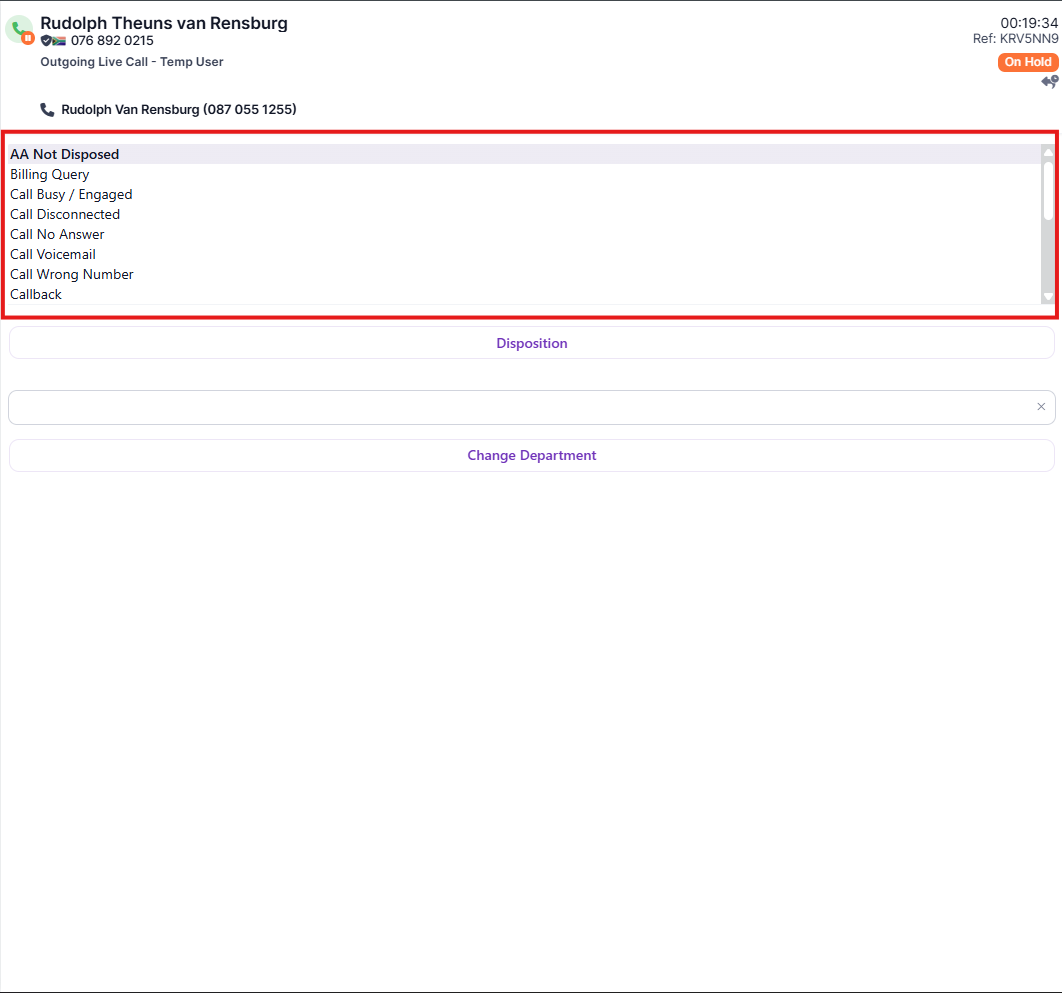 Rudolph Theuns van Rensburg
00:19:34
076 892 0215
Ref: KRV5NN9
Outgoing Live Call - Temp User
On Hold
Rudolph Van Rensburg (087 055 1255)
AA Not Disposed
Billing Query
Call Busy / Engaged
Call Disconnected
Call No Answer
Call Voicemail
Call Wrong Number
Callback
Disposition
Change Department